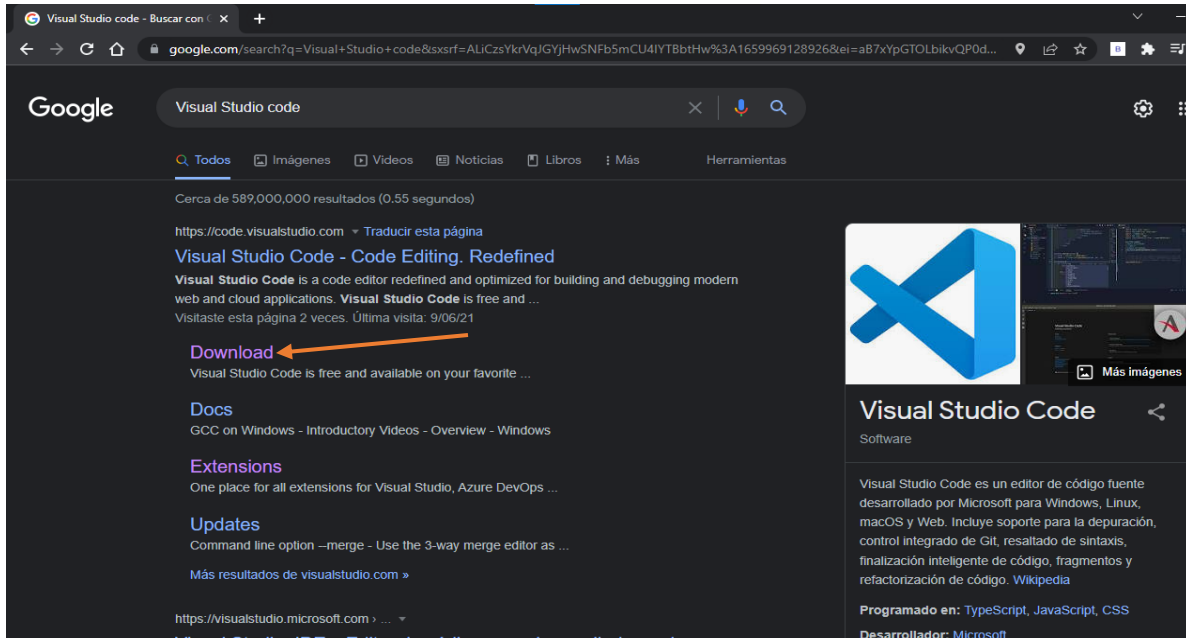 Visual Studio code - Buscar con
google.com/search?q=Visual+Studio+code&sxsrf=ALiCzsYkrVqJGYjHwSNFb5mCU4IYTBbtHw%3A1659969128926&ei=aB7xYpGTOLbikvQP0d...
Google
Visual Studio code
Todos Imágenes Videos Noticias Libros Más Herramientas
Cerca de 589,000,000 resultados (0.55 segundos)
https://code.visualstudio.com Traducir esta página
Visual Studio Code - Code Editing. Redefined
Visual Studio Code is a code editor redefined and optimized for building and debugging modern
web and cloud applications. Visual Studio Code is free and ...
Visitaste esta página 2 veces. Última visita: 9/06/21
Download
Visual Studio Code is free and available on your favorite ...
Docs
GCC on Windows - Introductory Videos - Overview - Windows
Extensions
One place for all extensions for Visual Studio, Azure DevOps ...
Updates
Command line option --merge - Use the 3-way merge editor as ...
Más resultados de visualstudio.com »
https://visualstudio.microsoft.com › ...
Más imágenes
Visual Studio Code
Software
Visual Studio Code es un editor de código fuente
desarrollado por Microsoft para Windows, Linux,
macOS y Web. Incluye soporte para la depuración,
control integrado de Git, resaltado de sintaxis,
finalización inteligente de código, fragmentos y
refactorización de código. Wikipedia
Programado en: TypeScript, JavaScript, CSS
Desarrollador: Microsoft